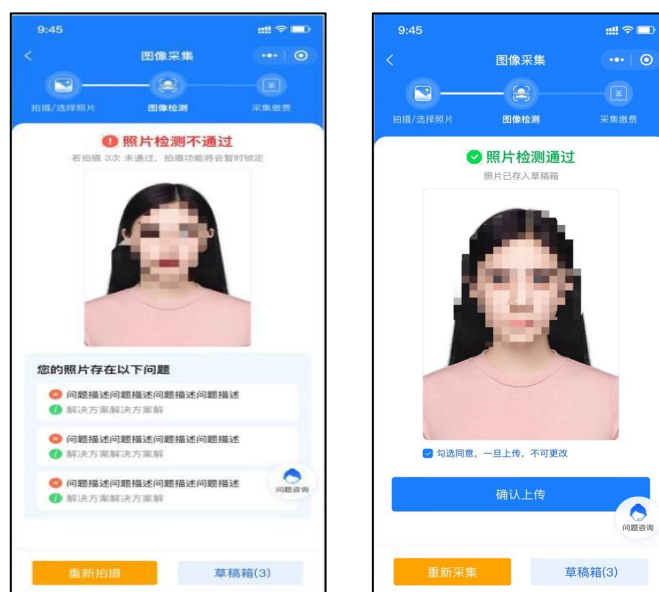 9:45
图像采集
拍摄/选择照片
图像检测
采集缴费
照片检测不通过
若拍摄 3次 未通过，拍摄功能将会暂时锁定
您的照片存在以下问题
问题描述问题描述问题描述问题描述
解决方案解决方案解
问题描述问题描述问题描述问题描述
解决方案解决方案解
问题描述问题描述问题描述问题描述
解决方案解决方案解
问题咨询
重新拍摄
草稿箱(3)
9:45
图像采集
拍摄/选择照片
图像检测
采集缴费
照片检测通过
照片已存入草稿箱
勾选同意，一旦上传，不可更改
确认上传
问题咨询
重新采集
草稿箱(3)